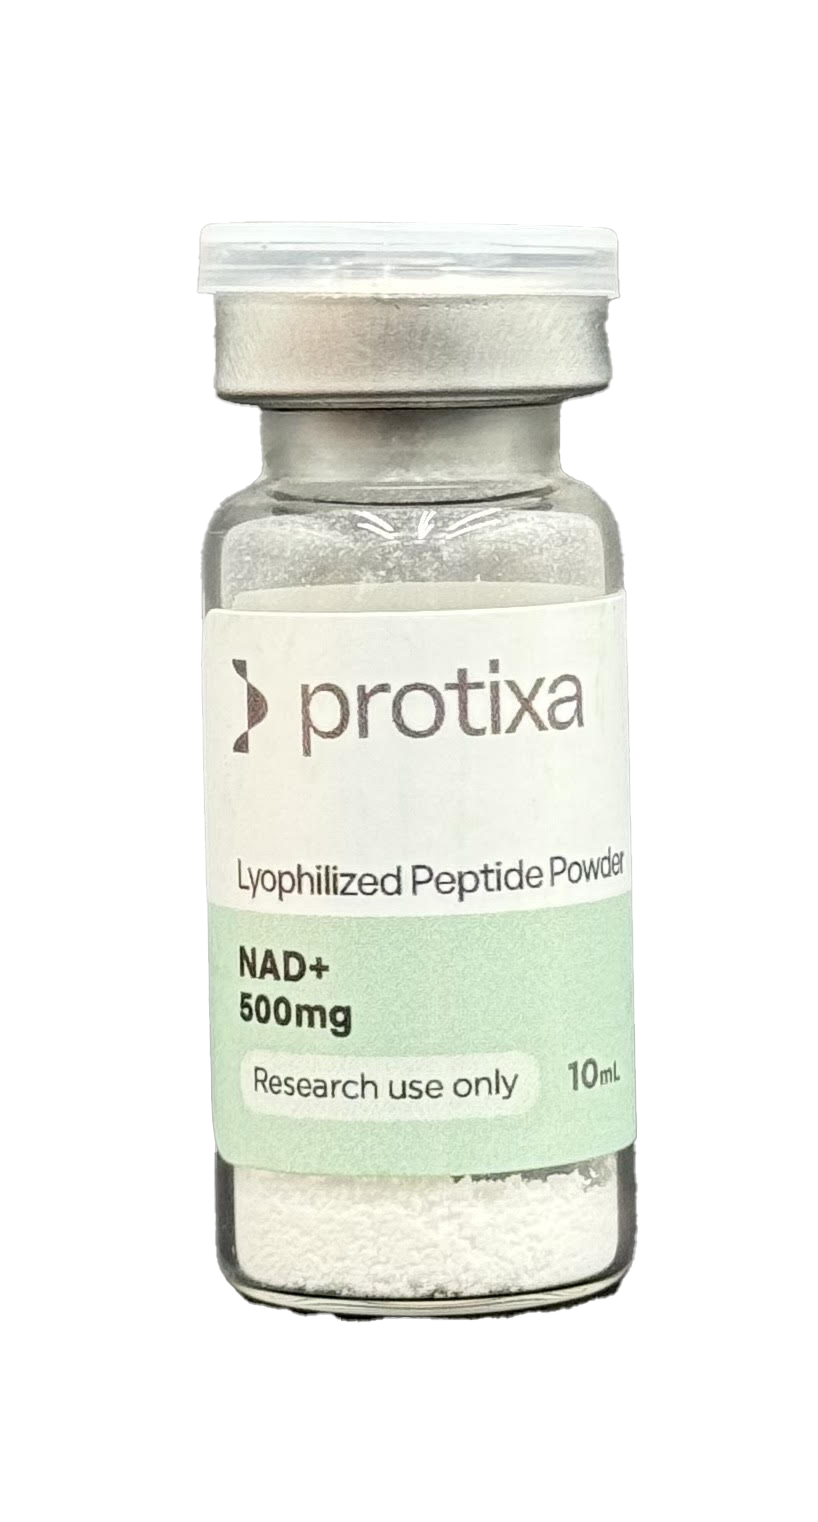 protixa
Lyophilized Peptide Powder
NAD+
500mg
Research use only
10mL